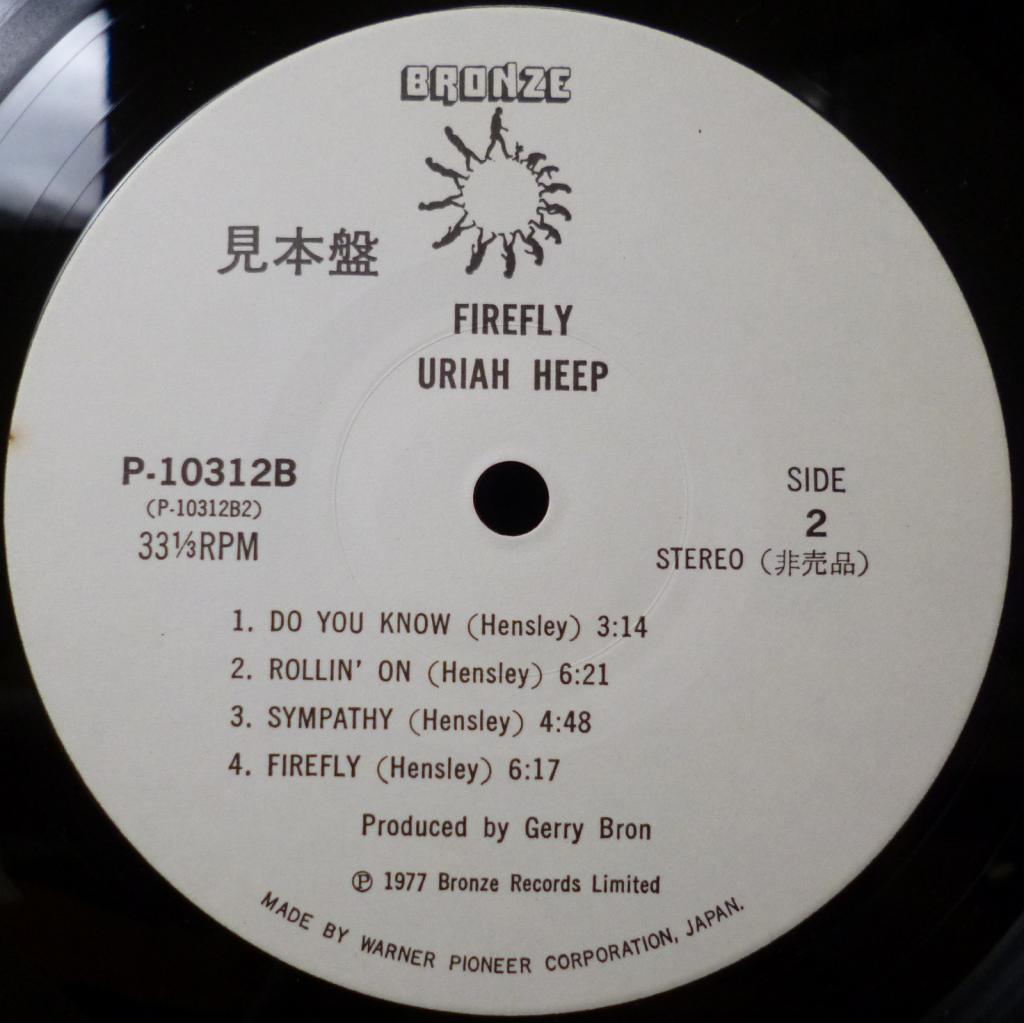 BRONZE
見本盤
FIREFLY
URIAH HEEP
P-10312B
(P-10312B2)
33⅓RPM
SIDE
2
STEREO (非売品)
1. DO YOU KNOW (Hensley) 3:14
2. ROLLIN' ON (Hensley) 6:21
3. SYMPATHY (Hensley) 4:48
4. FIREFLY (Hensley) 6:17
Produced by Gerry Bron
Ⓟ 1977 Bronze Records Limited
MADE BY WARNER PIONEER CORPORATION, JAPAN.